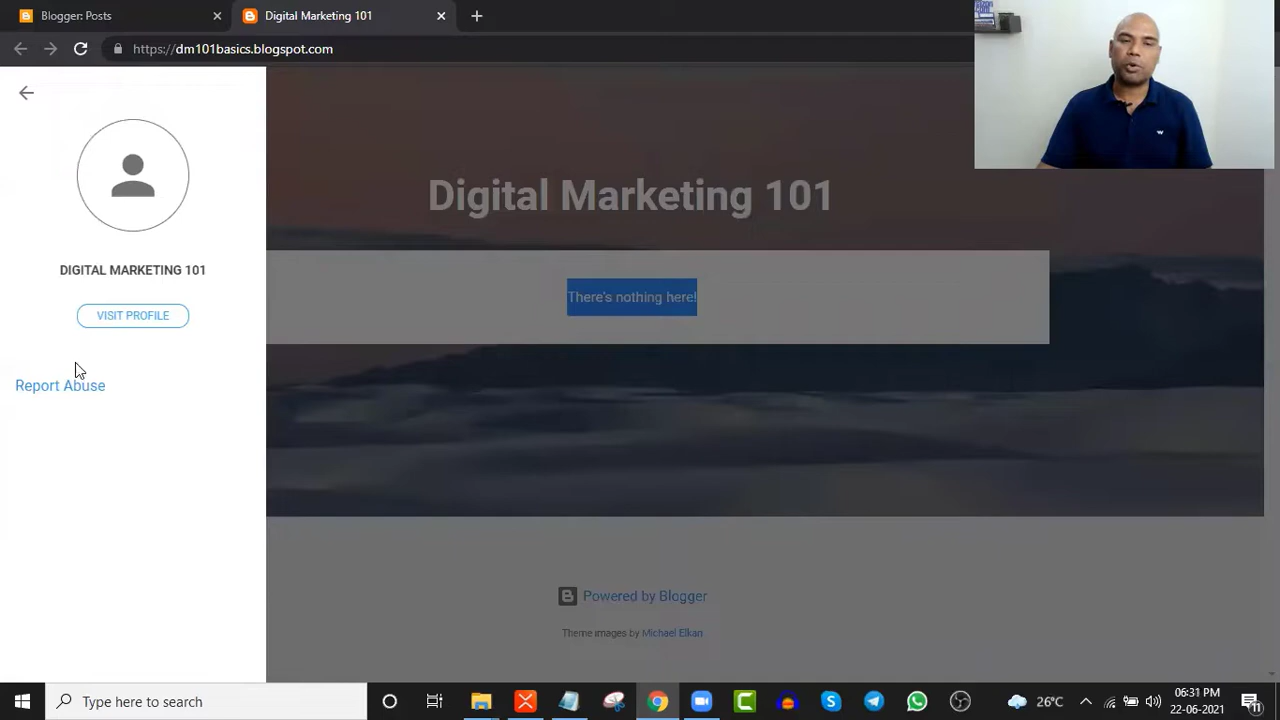 Blogger: Posts
Digital Marketing 101
https://dm101basics.blogspot.com
DIGITAL MARKETING 101
VISIT PROFILE
Report Abuse
Digital Marketing 101
There's nothing here!
Powered by Blogger
Theme images by Michael Elkan
Type here to search
26°C
06:31 PM
22-06-2021
11